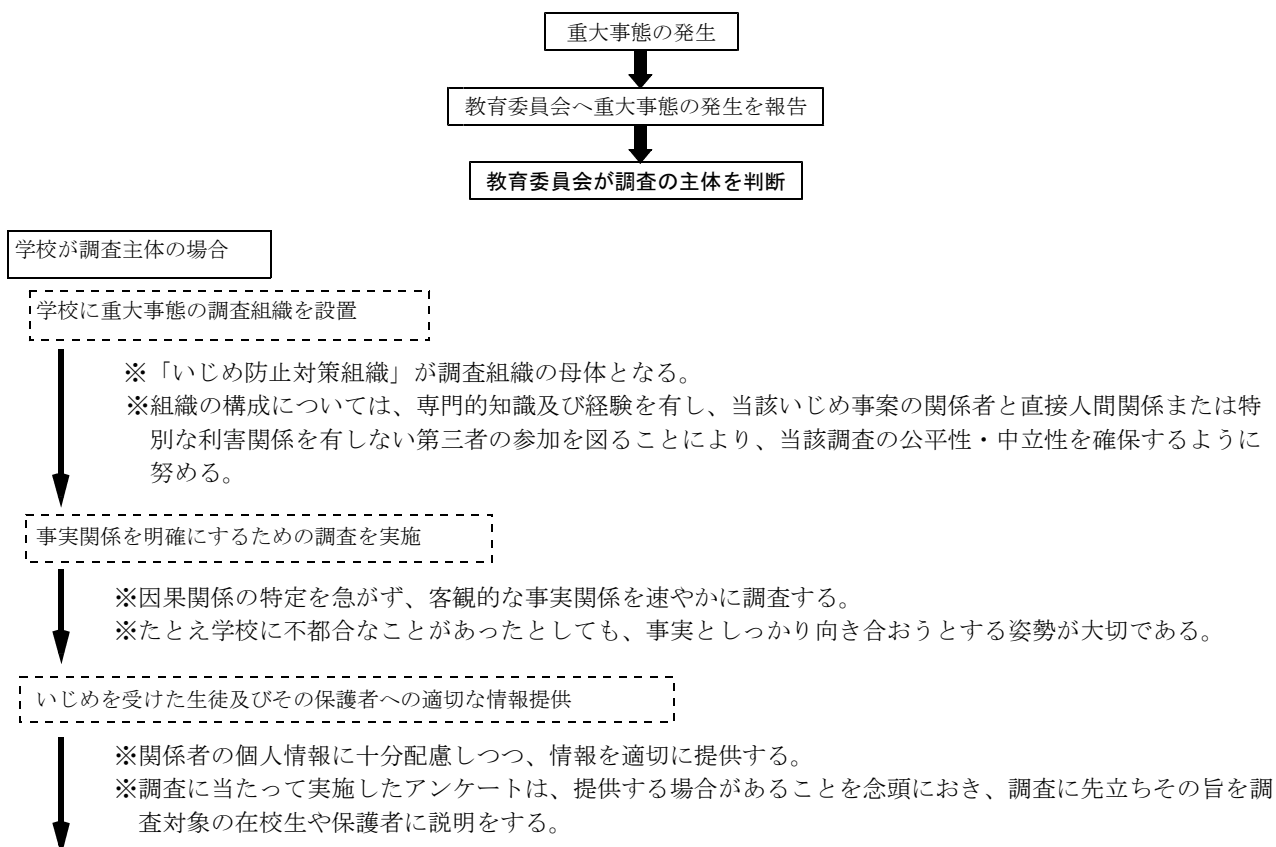 重大事態の発生
教育委員会へ重大事態の発生を報告
教育委員会が調査の主体を判断
学校が調査主体の場合
学校に重大事態の調査組織を設置
※「いじめ防止対策組織」が調査組織の母体となる。
※組織の構成については、専門的知識及び経験を有し、当該いじめ事案の関係者と直接人間関係または特
別な利害関係を有しない第三者の参加を図ることにより、当該調査の公平性・中立性を確保するように
努める。
事実関係を明確にするための調査を実施
※因果関係の特定を急がず、客観的な事実関係を速やかに調査する。
※たとえ学校に不都合なことがあったとしても、事実としっかり向き合おうとする姿勢が大切である。
いじめを受けた生徒及びその保護者への適切な情報提供
※関係者の個人情報に十分配慮しつつ、情報を適切に提供する。
※調査に当たって実施したアンケートは、提供する場合があることを念頭におき、調査に先立ちその旨を調
査対象の在校生や保護者に説明をする。